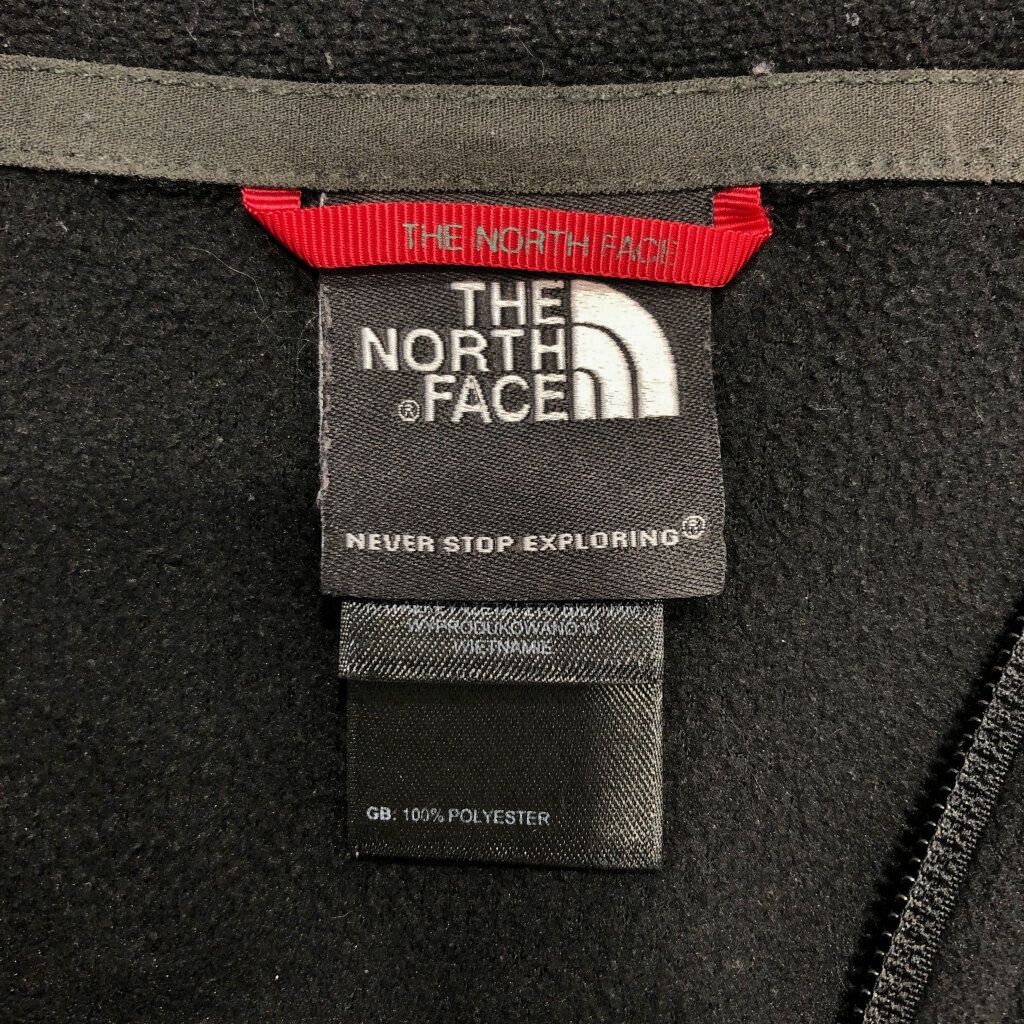 THE NORTH FACE
THE
NORTH
® FACE
NEVER STOP EXPLORING®
WYPRODUKOWANO W
WIETNAMIE
GB: 100% POLYESTER